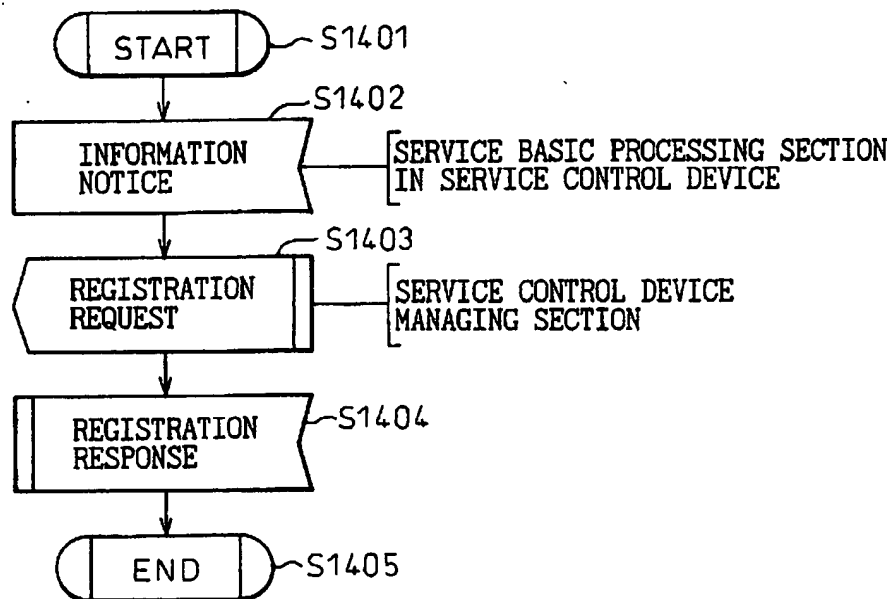 START
S1401
S1402
INFORMATION
NOTICE
SERVICE BASIC PROCESSING SECTION
IN SERVICE CONTROL DEVICE
S1403
REGISTRATION
REQUEST
SERVICE CONTROL DEVICE
MANAGING SECTION
REGISTRATION
RESPONSE
S1404
END
S1405